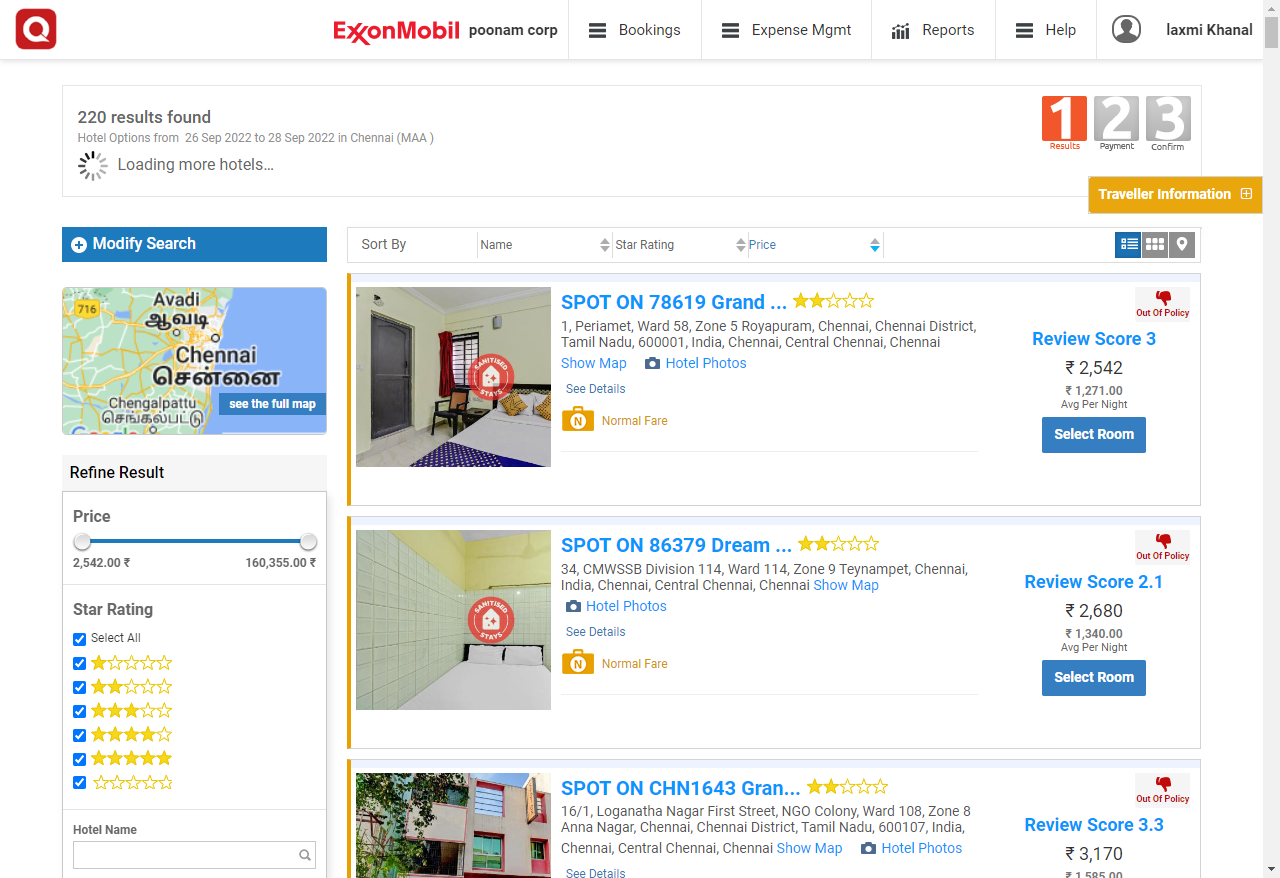 Q
ExxonMobil
poonam corp
Bookings
Expense Mgmt
Reports
Help
laxmi Khanal
220 results found
Hotel Options from 26 Sep 2022 to 28 Sep 2022 in Chennai (MAA )
Loading more hotels…
1 2 3
Results Payment Confirm
Traveller Information
Modify Search
Avadi
716
ஆவடி
Chennai
சென்னை
Chengalpattu
செங்கல்பட்டு
see the full map
Google
Refine Result
Price
2,542.00 ₹ 160,355.00 ₹
Star Rating
Select All
Hotel Name
Sort By Name Star Rating Price
SPOT ON 78619 Grand ...
1, Periamet, Ward 58, Zone 5 Royapuram, Chennai, Chennai District,
Tamil Nadu, 600001, India, Chennai, Central Chennai, Chennai
Show Map Hotel Photos
See Details
N Normal Fare
SANITISED STAYS
Out Of Policy
Review Score 3
₹ 2,542
₹ 1,271.00
Avg Per Night
Select Room
SPOT ON 86379 Dream ...
34, CMWSSB Division 114, Ward 114, Zone 9 Teynampet, Chennai,
India, Chennai, Central Chennai, Chennai Show Map
Hotel Photos
See Details
N Normal Fare
SANITISED STAYS
Out Of Policy
Review Score 2.1
₹ 2,680
₹ 1,340.00
Avg Per Night
Select Room
SPOT ON CHN1643 Gran...
16/1, Loganatha Nagar First Street, NGO Colony, Ward 108, Zone 8
Anna Nagar, Chennai, Chennai District, Tamil Nadu, 600107, India,
Chennai, Central Chennai, Chennai Show Map Hotel Photos
See Details
Out Of Policy
Review Score 3.3
₹ 3,170
₹ 1,585.00